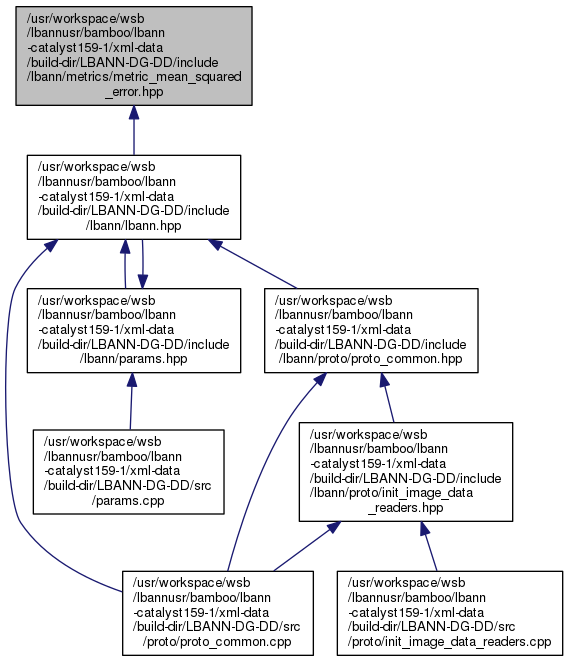 /usr/workspace/wsb
/lbannusr/bamboo/lbann
-catalyst159-1/xml-data
/build-dir/LBANN-DG-DD/include
/lbann/metrics/metric_mean_squared
_error.hpp
/usr/workspace/wsb
/lbannusr/bamboo/lbann
-catalyst159-1/xml-data
/build-dir/LBANN-DG-DD/include
/lbann/lbann.hpp
/usr/workspace/wsb
/lbannusr/bamboo/lbann
-catalyst159-1/xml-data
/build-dir/LBANN-DG-DD/include
/lbann/params.hpp
/usr/workspace/wsb
/lbannusr/bamboo/lbann
-catalyst159-1/xml-data
/build-dir/LBANN-DG-DD/include
/lbann/proto/proto_common.hpp
/usr/workspace/wsb
/lbannusr/bamboo/lbann
-catalyst159-1/xml-data
/build-dir/LBANN-DG-DD/src
/params.cpp
/usr/workspace/wsb
/lbannusr/bamboo/lbann
-catalyst159-1/xml-data
/build-dir/LBANN-DG-DD/include
/lbann/proto/init_image_data
_readers.hpp
/usr/workspace/wsb
/lbannusr/bamboo/lbann
-catalyst159-1/xml-data
/build-dir/LBANN-DG-DD/src
/proto/proto_common.cpp
/usr/workspace/wsb
/lbannusr/bamboo/lbann
-catalyst159-1/xml-data
/build-dir/LBANN-DG-DD/src
/proto/init_image_data_readers.cpp